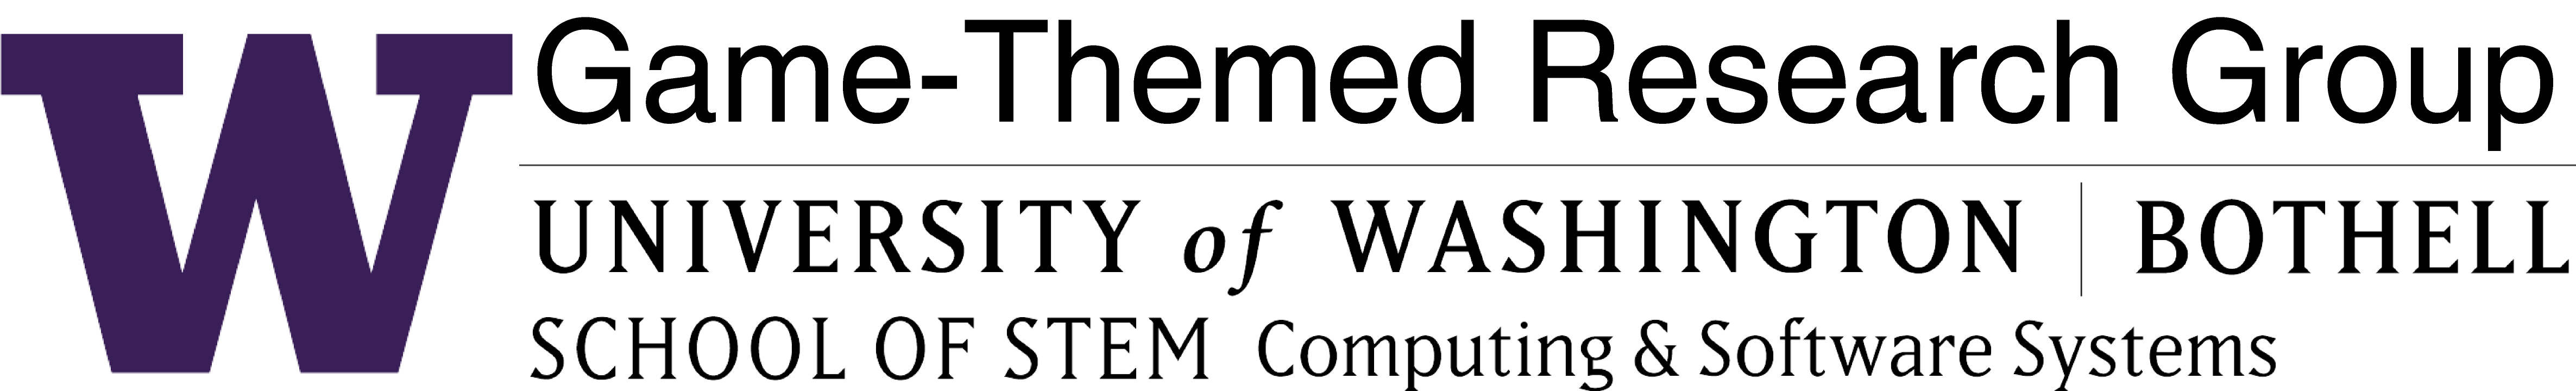 W
Game-Themed Research Group
UNIVERSITY of WASHINGTON | BOTHELL
SCHOOL OF STEM Computing & Software Systems